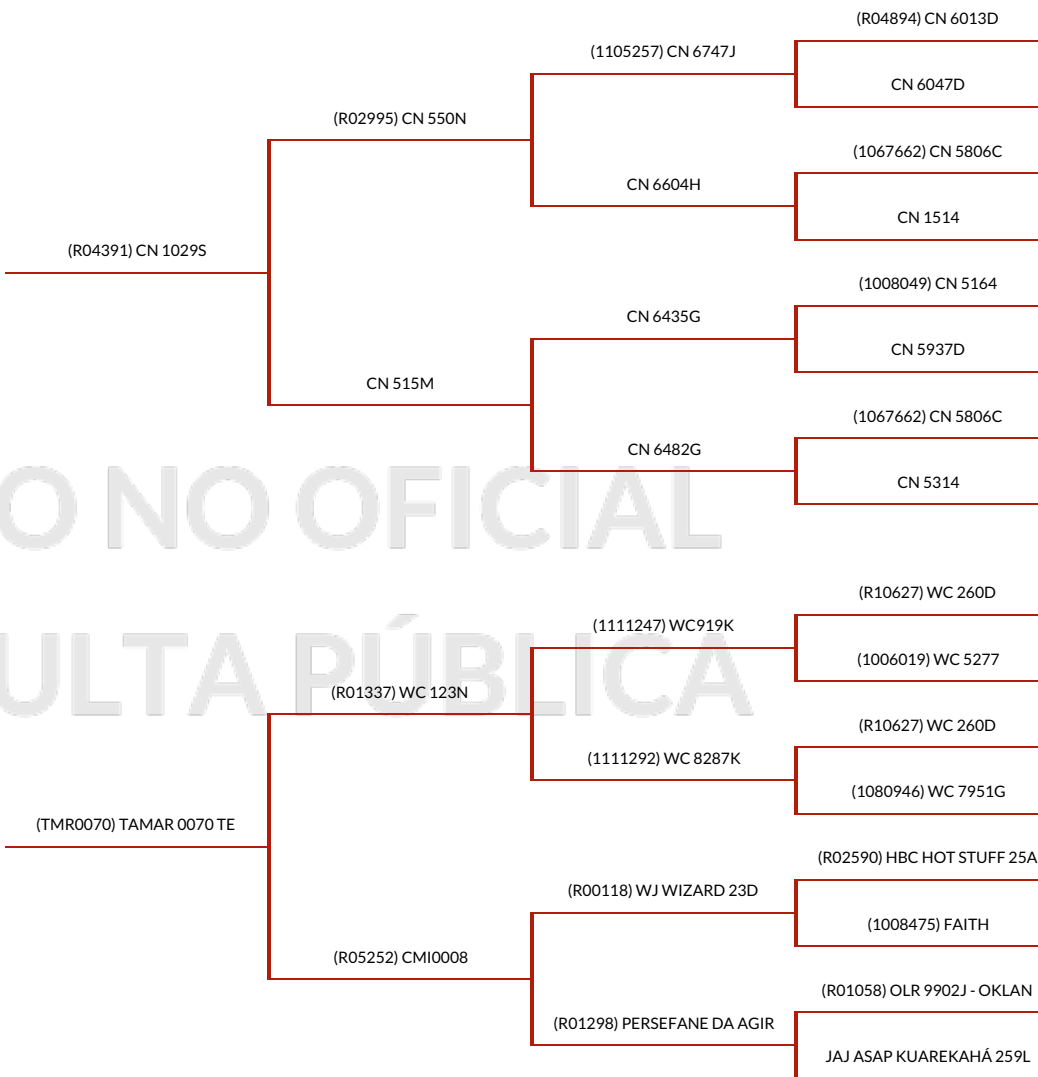 (R04894) CN 6013D
(1105257) CN 6747J
CN 6047D
(R02995) CN 550N
(1067662) CN 5806C
CN 6604H
CN 1514
(R04391) CN 1029S
(1008049) CN 5164
CN 6435G
CN 5937D
CN 515M
(1067662) CN 5806C
CN 6482G
CN 5314
O NO OFICIAL
(R10627) WC 260D
(1111247) WC919K
(1006019) WC 5277
ULTA PÚBLICA
(R01337) WC 123N
(R10627) WC 260D
(1111292) WC 8287K
(1080946) WC 7951G
(TMR0070) TAMAR 0070 TE
(R02590) HBC HOT STUFF 25A
(R00118) WJ WIZARD 23D
(1008475) FAITH
(R05252) CMI0008
(R01058) OLR 9902J - OKLAN
(R01298) PERSEFANE DA AGIR
JAJ ASAP KUAREKAHÁ 259L